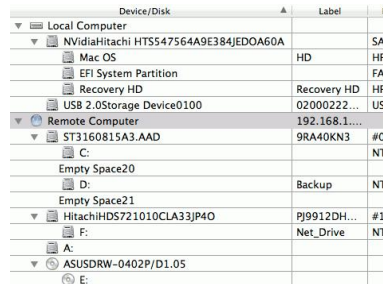 Device/Disk Label
Local Computer
NVidiaHitachi HTS547564A9E384JEDOA60A SA
Mac OS HD HF
EFI System Partition FA
Recovery HD Recovery HD HF
USB 2.0Storage Device0100 02000222... US
Remote Computer 192.168.1....
ST3160815A3.AAD 9RA40KN3 #0
C: NT
Empty Space20
D: Backup NT
Empty Space21
HitachiHDS721010CLA33JP4O PJ9912DH... #1
F: Net_Drive NT
A:
ASUSDRW-0402P/D1.05
E: